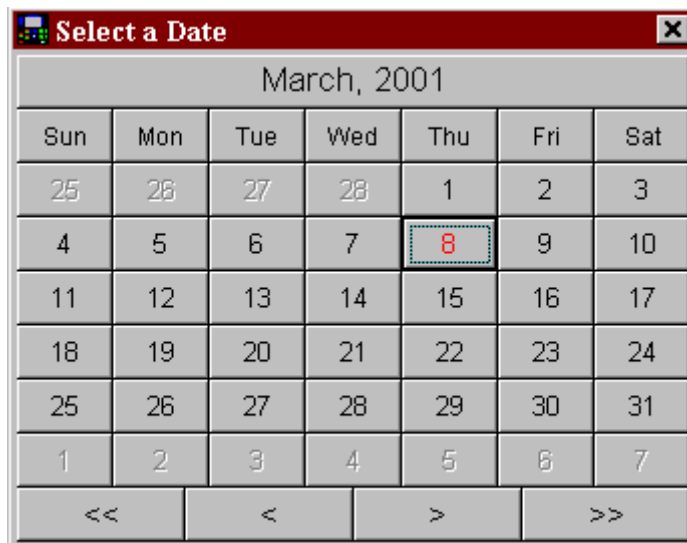 Select a Date
March, 2001
Sun Mon Tue Wed Thu Fri Sat
25 26 27 28 1 2 3
4 5 6 7 8 9 10
11 12 13 14 15 16 17
18 19 20 21 22 23 24
25 26 27 28 29 30 31
1 2 3 4 5 6 7
<< < > >>